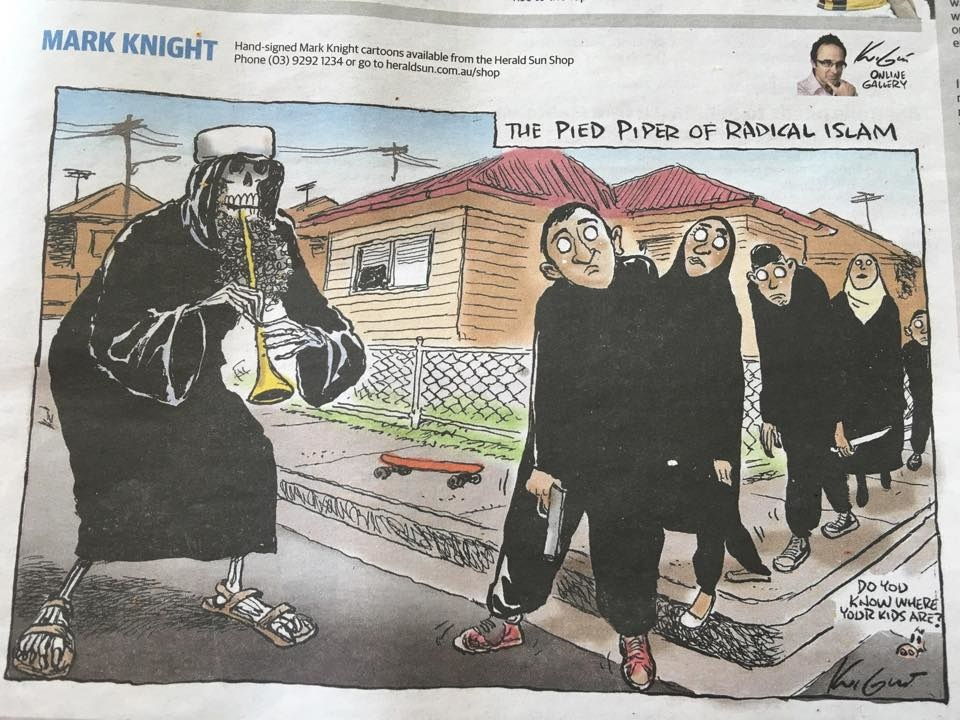 MARK KNIGHT
Hand-signed Mark Knight cartoons available from the Herald Sun Shop
Phone (03) 9292 1234 or go to heraldsun.com.au/shop
ONLINE
GALLERY
THE PIED PIPER OF RADICAL ISLAM
DO YOU
KNOW WHERE
YOUR KIDS ARE?